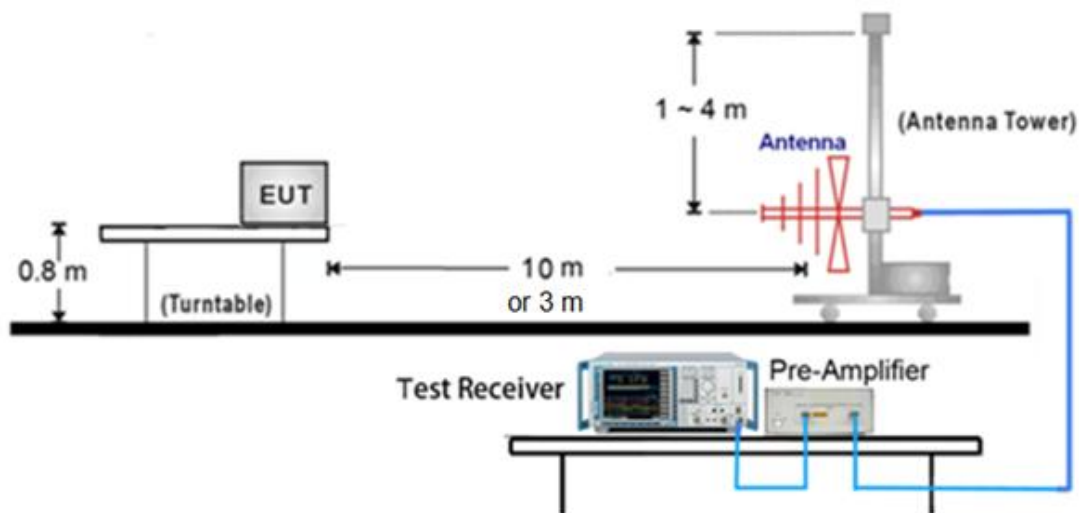 1 ~ 4 m
(Antenna Tower)
Antenna
EUT
0.8 m
(Turntable)
10 m
or 3 m
Test Receiver
Pre-Amplifier